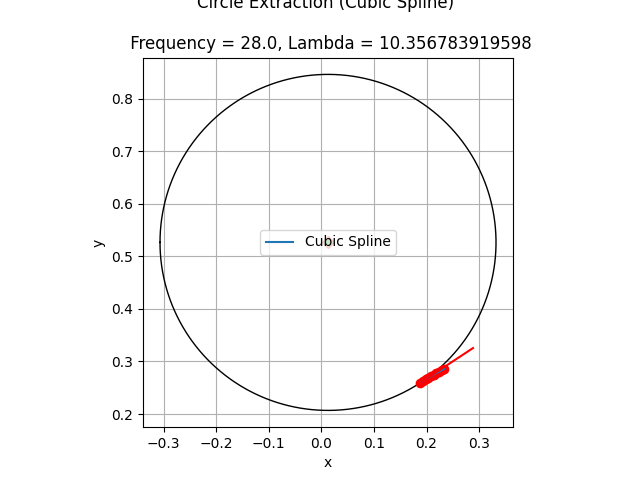 Circle Extraction (Cubic Spline)
Frequency = 28.0, Lambda = 10.356783919598
0.8
0.7
0.6
0.5
0.4
0.3
0.2
y
Cubic Spline
−0.3 −0.2 −0.1 0.0 0.1 0.2 0.3
x